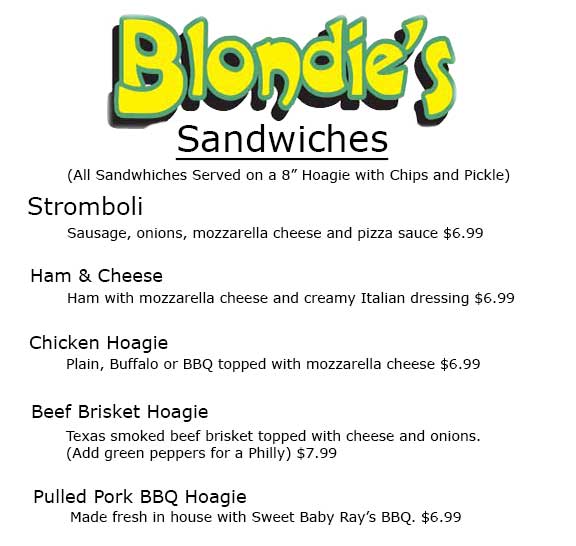 Blondie's
Sandwiches
(All Sandwhiches Served on a 8” Hoagie with Chips and Pickle)
Stromboli
Sausage, onions, mozzarella cheese and pizza sauce $6.99
Ham & Cheese
Ham with mozzarella cheese and creamy Italian dressing $6.99
Chicken Hoagie
Plain, Buffalo or BBQ topped with mozzarella cheese $6.99
Beef Brisket Hoagie
Texas smoked beef brisket topped with cheese and onions.
(Add green peppers for a Philly) $7.99
Pulled Pork BBQ Hoagie
Made fresh in house with Sweet Baby Ray’s BBQ. $6.99